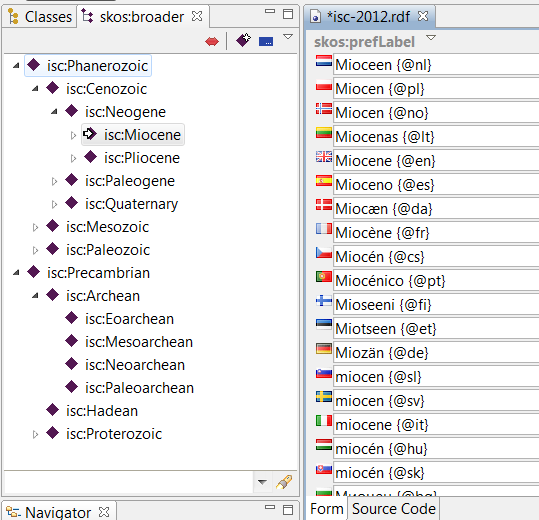 Classes
skos:broader
isc:Phanerozoic
isc:Cenozoic
isc:Neogene
isc:Miocene
isc:Pliocene
isc:Paleogene
isc:Quaternary
isc:Mesozoic
isc:Paleozoic
isc:Precambrian
isc:Archean
isc:Eoarchean
isc:Mesoarchean
isc:Neoarchean
isc:Paleoarchean
isc:Hadean
isc:Proterozoic
Navigator
*isc-2012.rdf
skos:prefLabel
Mioceen {@nl}
Miocen {@pl}
Miocen {@no}
Miocenas {@lt}
Miocene {@en}
Mioceno {@es}
Miocæn {@da}
Miocène {@fr}
Miocén {@cs}
Miocénico {@pt}
Mioseeni {@fi}
Miotseen {@et}
Miozän {@de}
miocen {@sl}
miocen {@sv}
miocene {@it}
miocén {@hu}
miocén {@sk}
Form
Source Code